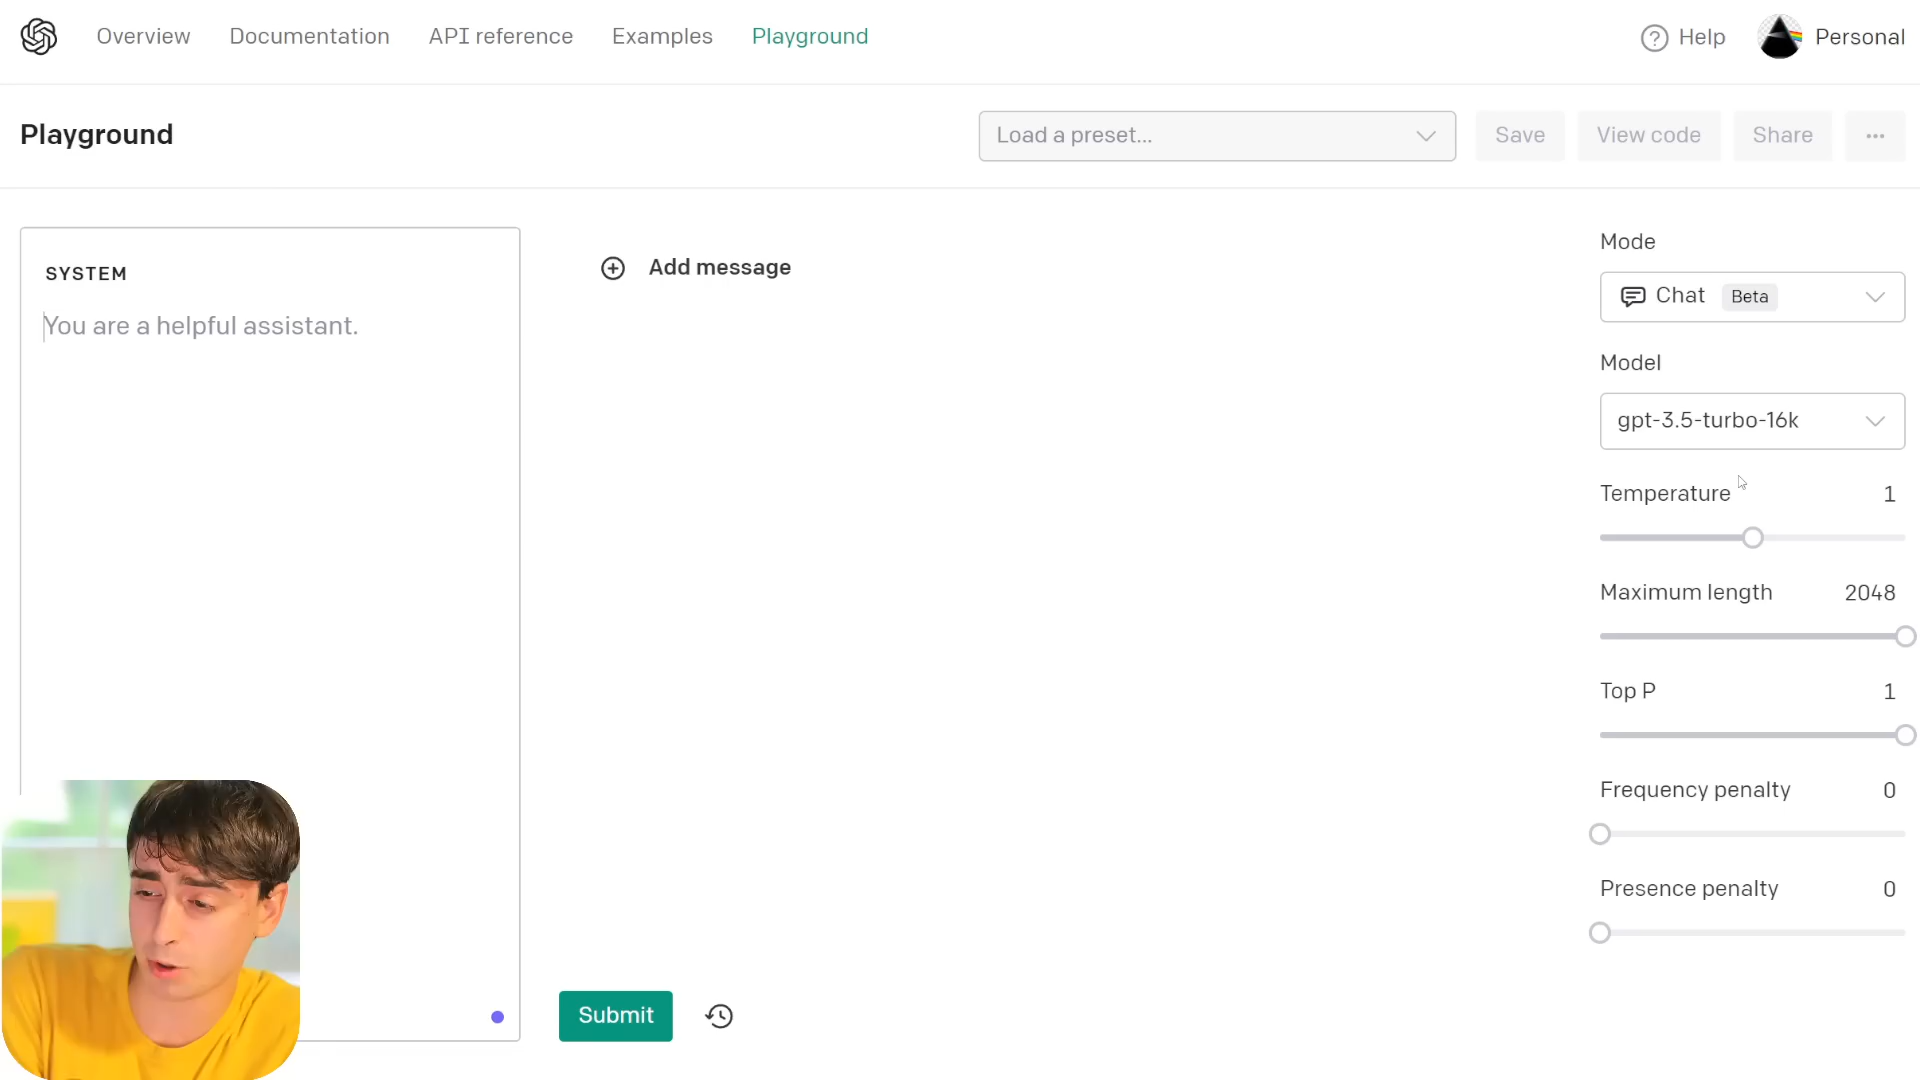 Overview Documentation API reference Examples Playground Help Personal
Playground Load a preset... Save View code Share ...
SYSTEM
You are a helpful assistant.
Add message
Mode
Chat Beta
Model
gpt-3.5-turbo-16k
Temperature 1
Maximum length 2048
Top P 1
Frequency penalty 0
Presence penalty 0
Submit